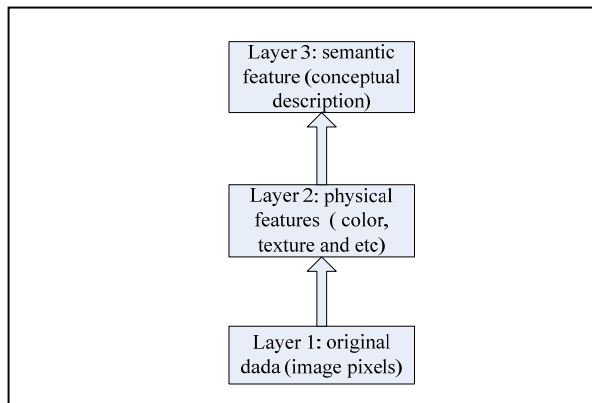 Layer 3: semantic
feature (conceptual
description)
Layer 2: physical
features ( color,
texture and etc)
Layer 1: original
dada (image pixels)